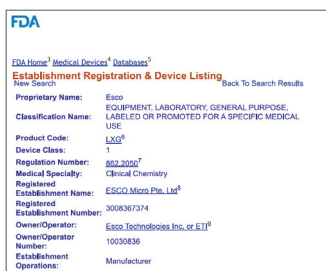 FDA
FDA Home3 Medical Devices4 Databases5
Establishment Registration & Device Listing
New Search Back To Search Results
Proprietary Name: Esco
Classification Name: EQUIPMENT, LABORATORY, GENERAL PURPOSE,
LABELED OR PROMOTED FOR A SPECIFIC MEDICAL
USE
Product Code: LXG6
Device Class: 1
Regulation Number: 862.20507
Medical Specialty: Clinical Chemistry
Registered
Establishment Name: ESCO Micro Pte. Ltd8
Registered
Establishment Number: 3008367374
Owner/Operator: Esco Technologies Inc. or ETI9
Owner/Operator
Number: 10030836
Establishment
Operations: Manufacturer